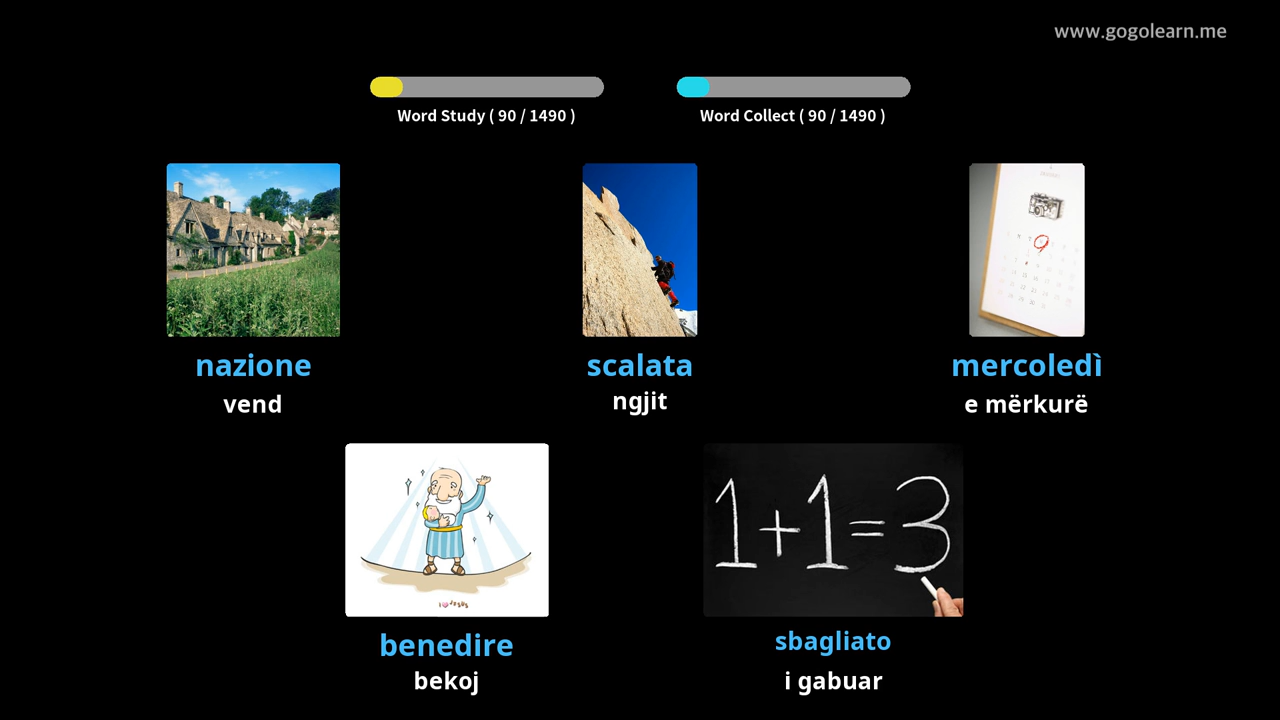 www.gogolearn.me
Word Study ( 90 / 1490 )
Word Collect ( 90 / 1490 )
nazione
vend
scalata
ngjit
mercoledì
e mërkurë
1+1=3
benedire
bekoj
sbagliato
i gabuar